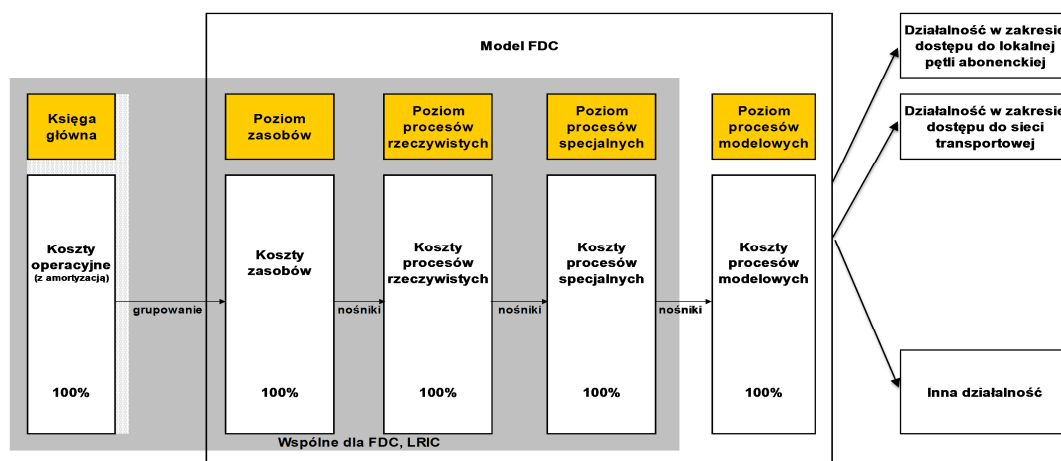 Model FDC
Księga
główna
Poziom
zasobów
Poziom
procesów
rzeczywistych
Poziom
procesów
specjalnych
Poziom
procesów
modelowych
Koszty
operacyjne
(z amortyzacją)
100%
grupowanie
Koszty
zasobów
100%
nośniki
Koszty
procesów
rzeczywistych
100%
nośniki
Koszty
procesów
specjalnych
100%
nośniki
Koszty
procesów
modelowych
100%
Wspólne dla FDC, LRIC
Działalność w zakresie
dostępu do lokalnej
pętli abonenckiej
Działalność w zakresie
dostępu do sieci
transportowej
Inna działalność